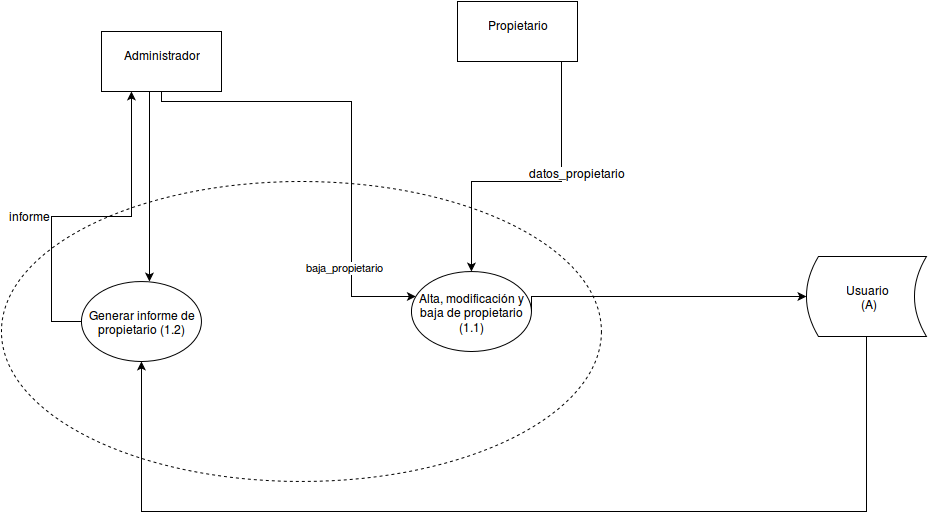 Propietario
Administrador
datos_propietario
informe
baja_propietario
Generar informe de
propietario (1.2)
Alta, modificación y
baja de propietario
(1.1)
Usuario
(A)